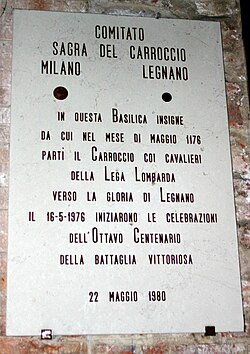 COMITATO
SAGRA DEL CARROCCIO
MILANO LEGNANO
IN QUESTA BASILICA INSIGNE
DA CUI NEL MESE DI MAGGIO 1176
PARTI IL CARROCCIO COI CAVALIERI
DELLA LEGA LOMBARDA
VERSO LA GLORIA DI LEGNANO
IL 16-5-1976 INIZIARONO LE CELEBRAZIONI
DELL'OTTAVO CENTENARIO
DELLA BATTAGLIA VITTORIOSA
22 MAGGIO 1980